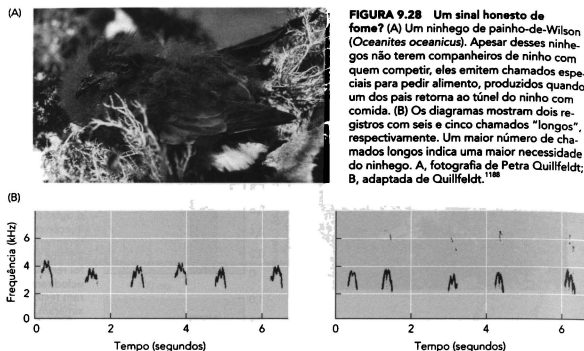 (A)
FIGURA 9.28 Um sinal honesto de
fome? (A) Um ninhego de painho-de-Wilson
(Oceanites oceanicus). Apesar desses ninhe-
gos não terem companheiros de ninho com
quem competir, eles emitem chamados espe-
ciais para pedir alimento, produzidos quando
um dos pais retorna ao túnel do ninho com
comida. (B) Os diagramas mostram dois re-
gistros com seis e cinco chamados "longos",
respectivamente. Um maior número de cha-
mados longos indica uma maior necessidade
do ninhego. A, fotografia de Petra Quillfeldt;
B, adaptada de Quillfeldt.1188
(B)
Frequência (kHz)
6
4
2
0
0 2 4 6
Tempo (segundos)
0 2 4 6
Tempo (segundos)